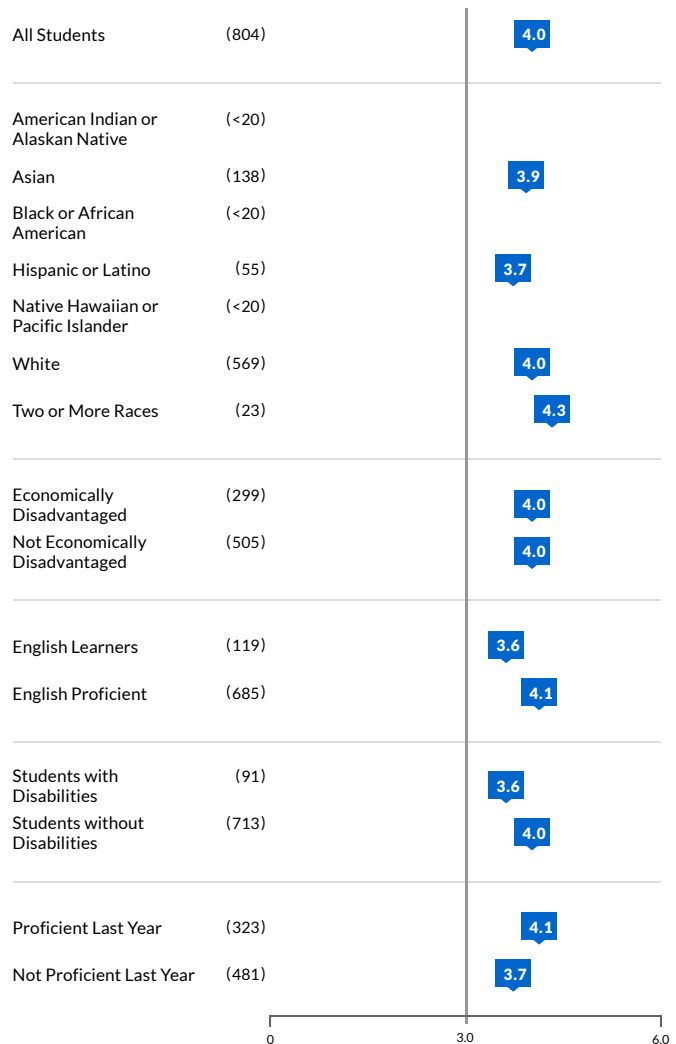 All Students (804) 4.0
American Indian or (<20)
Alaskan Native
Asian (138) 3.9
Black or African (<20)
American
Hispanic or Latino (55) 3.7
Native Hawaiian or (<20)
Pacific Islander
White (569) 4.0
Two or More Races (23) 4.3
Economically (299) 4.0
Disadvantaged
Not Economically (505) 4.0
Disadvantaged
English Learners (119) 3.6
English Proficient (685) 4.1
Students with (91) 3.6
Disabilities
Students without (713) 4.0
Disabilities
Proficient Last Year (323) 4.1
Not Proficient Last Year (481) 3.7
0 3.0 6.0